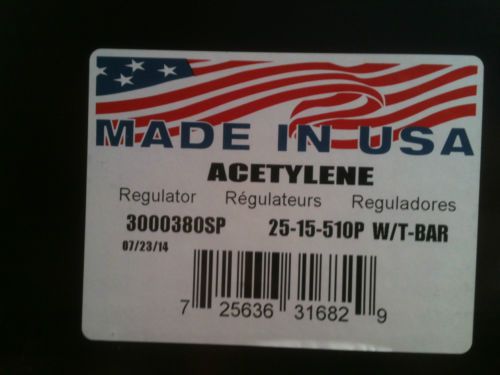 MADE IN USA
ACETYLENE
Regulator Régulateurs Reguladores
3000380SP 25-15-510P W/T-BAR
07/23/14
7 25636 31682 9